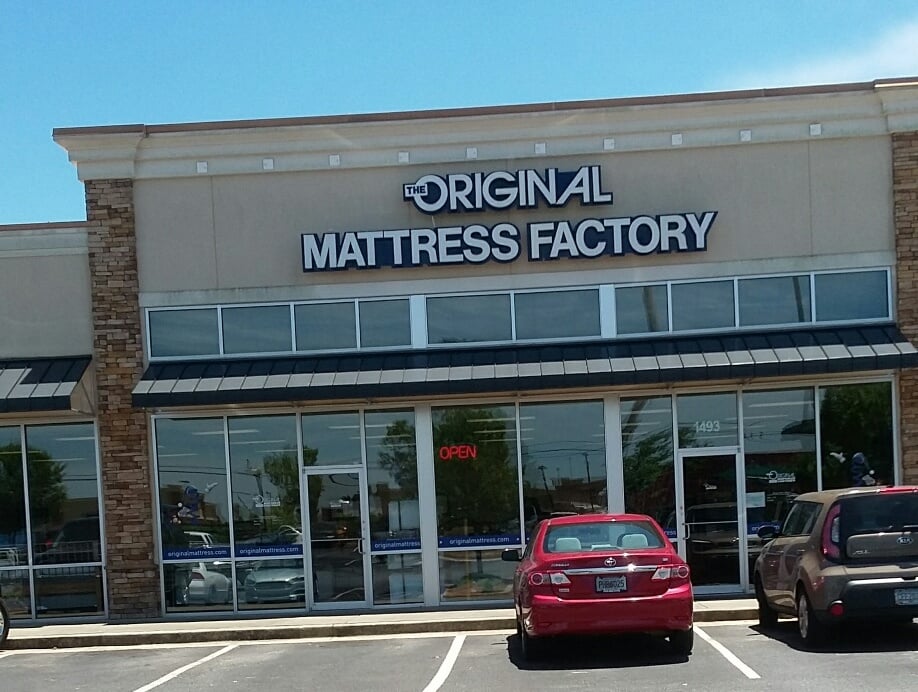 THE ORIGINAL
MATTRESS FACTORY
OPEN
1493
originalmattress.com
originalmattress.com
originalmattress.com
originalmattress.com